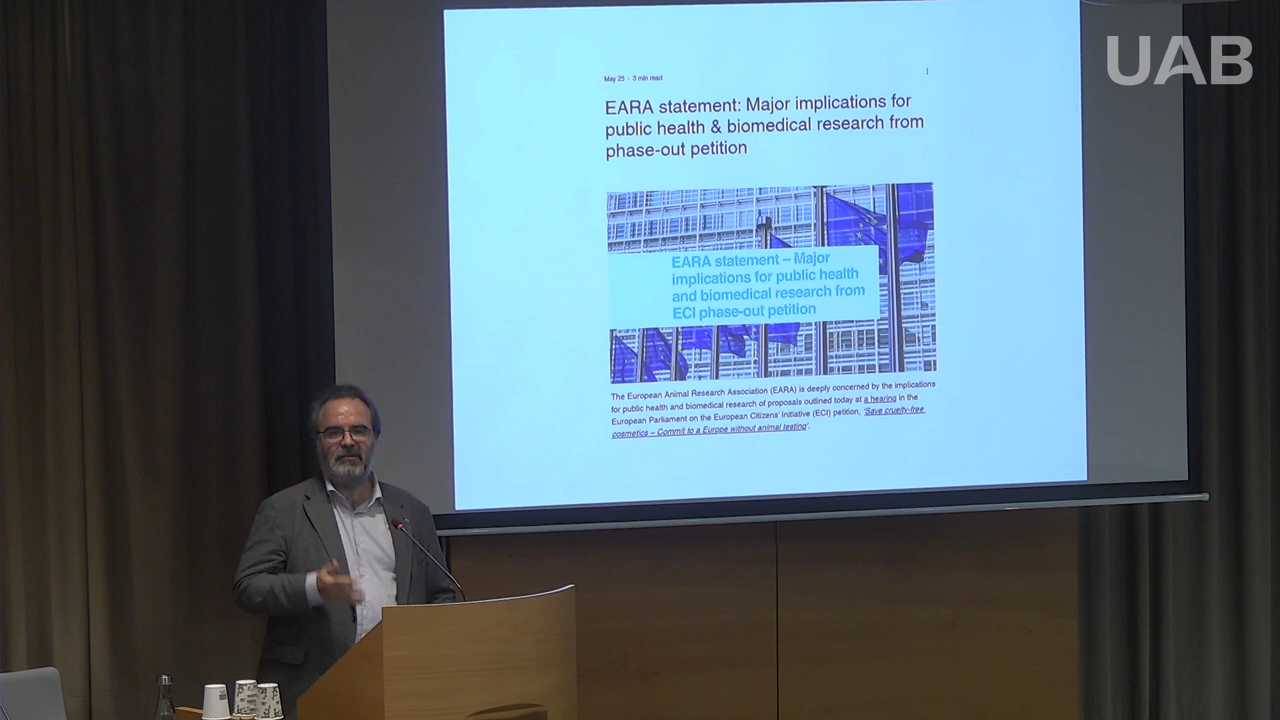 UAB
May 25 · 3 min read
EARA statement: Major implications for
public health & biomedical research from
phase-out petition
EARA statement – Major
implications for public health
and biomedical research from
ECI phase-out petition
The European Animal Research Association (EARA) is deeply concerned by the implications
for public health and biomedical research of proposals outlined today at a hearing in the
European Parliament on the European Citizens' Initiative (ECI) petition, 'Save cruelty-free
cosmetics – Commit to a Europe without animal testing'.